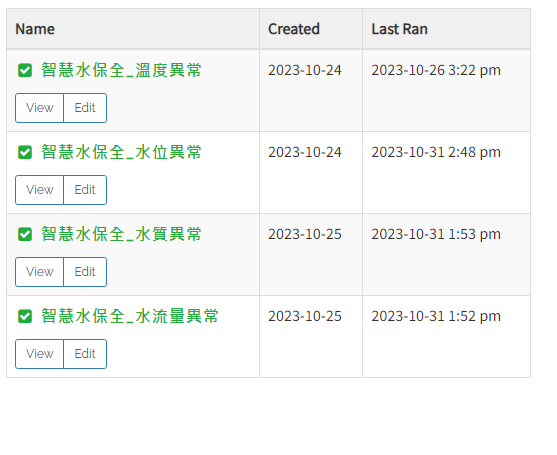 Name Created Last Ran
智慧水保全_溫度異常 2023-10-24 2023-10-26 3:22 pm
View Edit
智慧水保全_水位異常 2023-10-24 2023-10-31 2:48 pm
View Edit
智慧水保全_水質異常 2023-10-25 2023-10-31 1:53 pm
View Edit
智慧水保全_水流量異常 2023-10-25 2023-10-31 1:52 pm
View Edit